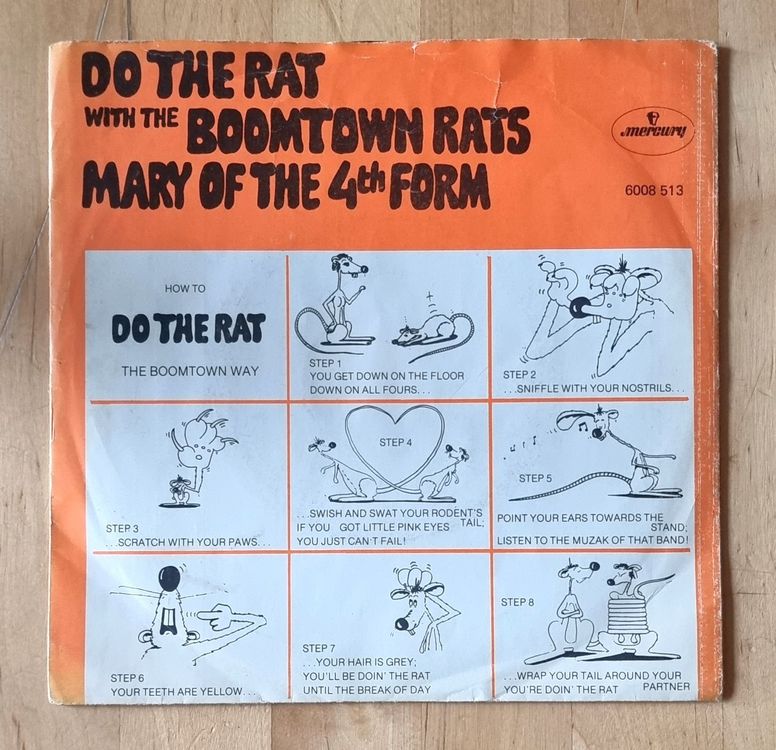 DO THE RAT
WITH THE BOOMTOWN RATS
MARY OF THE 4th FORM
mercury
6008 513
HOW TO
DO THE RAT
THE BOOMTOWN WAY
STEP 1
YOU GET DOWN ON THE FLOOR
DOWN ON ALL FOURS...
STEP 2
...SNIFFLE WITH YOUR NOSTRILS...
STEP 3
...SCRATCH WITH YOUR PAWS...
STEP 4
...SWISH AND SWAT YOUR RODENT'S
TAIL;
IF YOU GOT LITTLE PINK EYES
YOU JUST CAN'T FAIL!
STEP 5
POINT YOUR EARS TOWARDS THE
STAND;
LISTEN TO THE MUZAK OF THAT BAND!
STEP 6
YOUR TEETH ARE YELLOW...
STEP 7
...YOUR HAIR IS GREY;
YOU'LL BE DOIN' THE RAT
UNTIL THE BREAK OF DAY
STEP 8
...WRAP YOUR TAIL AROUND YOUR
PARTNER
YOU'RE DOIN' THE RAT